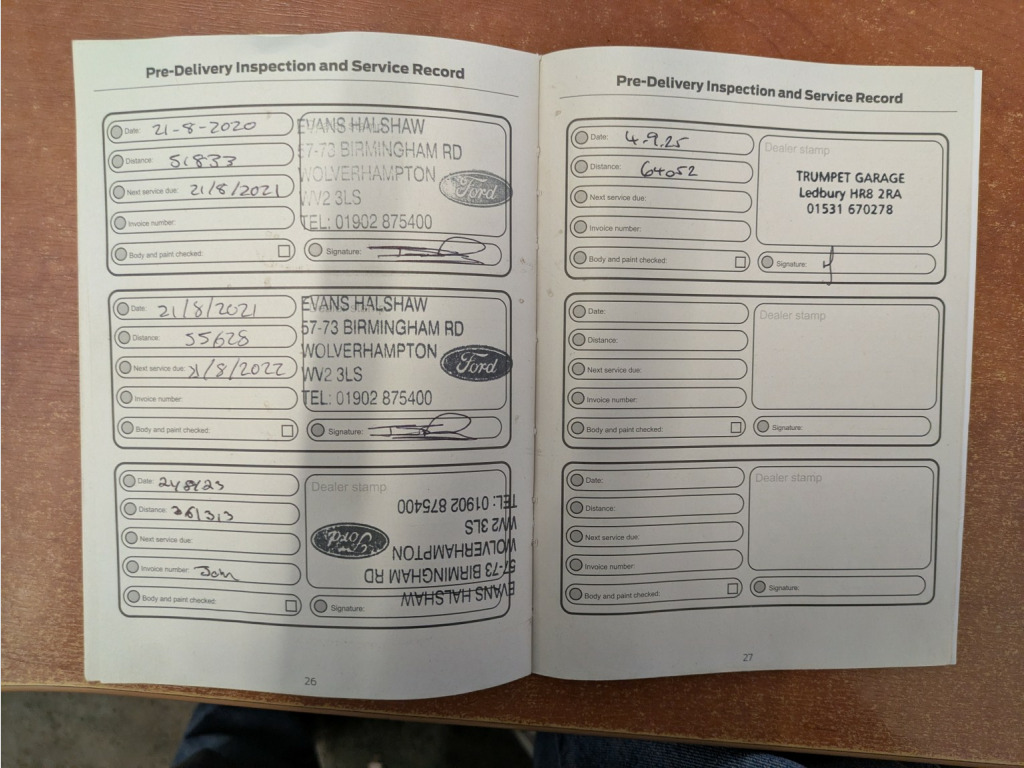 Pre-Delivery Inspection and Service Record
Date: 21-8-2020
Distance: 51833
Next service due: 21/8/2021
Invoice number:
Body and paint checked:
EVANS HALSHAW
57-73 BIRMINGHAM RD
WOLVERHAMPTON
WV2 3LS
TEL: 01902 875400
Ford
Signature:
Date: 21/8/2021
Distance: 55628
Next service due: 21/8/2022
Invoice number:
Body and paint checked:
EVANS HALSHAW
57-73 BIRMINGHAM RD
WOLVERHAMPTON
WV2 3LS
TEL: 01902 875400
Ford
Signature:
Date:
Distance:
Next service due:
Invoice number: John
Body and paint checked:
Dealer stamp
EVANS HALSHAW
57-73 BIRMINGHAM RD
WOLVERHAMPTON
WV2 3LS
TEL: 01902 875400
Ford
Signature:
26
Pre-Delivery Inspection and Service Record
Date: 4.9.25
Distance: 64052
Next service due:
Invoice number:
Body and paint checked:
Dealer stamp
TRUMPET GARAGE
Ledbury HR8 2RA
01531 670278
Signature:
Date:
Distance:
Next service due:
Invoice number:
Body and paint checked:
Dealer stamp
Signature:
Date:
Distance:
Next service due:
Invoice number:
Body and paint checked:
Dealer stamp
Signature:
27